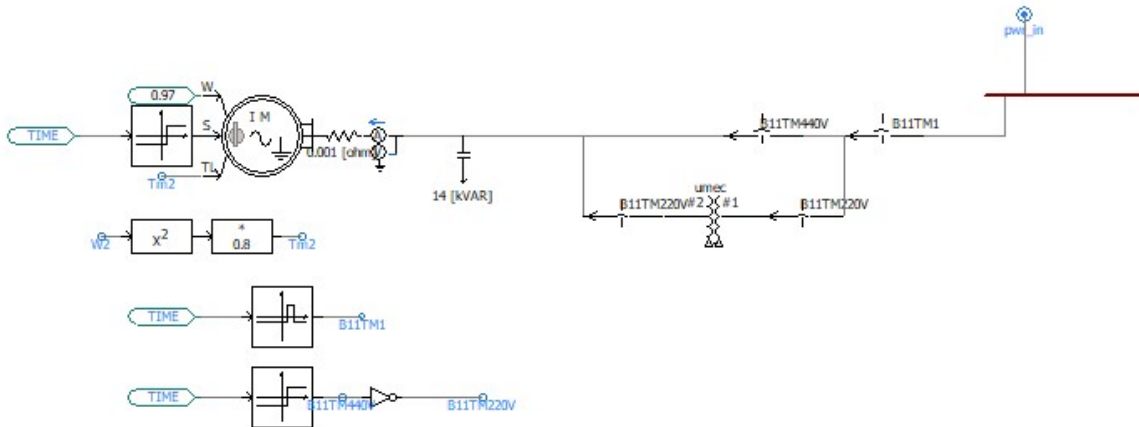 pwr_in
0.97
W
I M
TIME
S
0.001 [ohm]
B11TM440V
B11TM1
TL
Tm2
14 [kVAR]
umec
#2
#1
B11TM220V
B11TM220V
W2
X²
*
0.8
Tm2
TIME
B11TM1
TIME
B11TM440V
B11TM220V